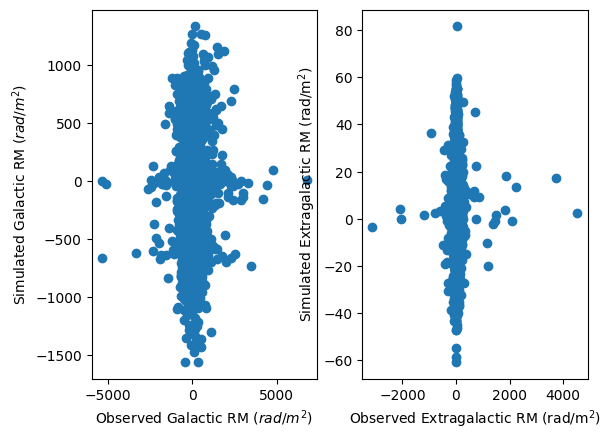 Simulated Galactic RM (rad/m²)
1000
500
0
−500
−1000
−1500
−5000 0 5000
Observed Galactic RM (rad/m²)
Simulated Extragalactic RM (rad/m²)
80
60
40
20
0
−20
−40
−60
−2000 0 2000 4000
Observed Extragalactic RM (rad/m²)